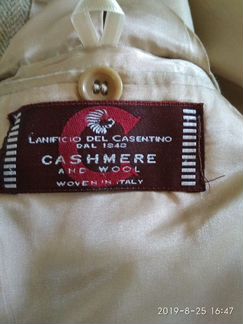 LANIFICIO DEL CASENTINO
DAL 1848
CASHMERE
AND WOOL
WOVEN IN ITALY
2019-8-25 16:47